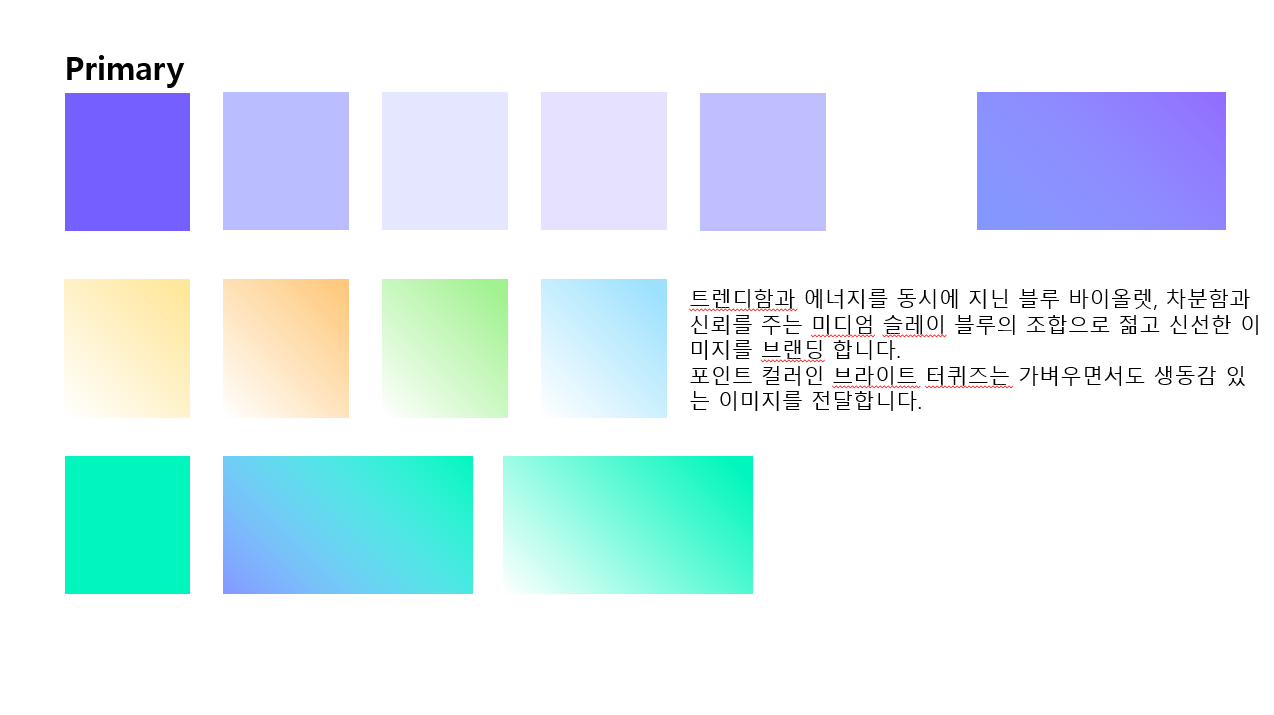 Primary
트렌디함과 에너지를 동시에 지닌 블루 바이올렛, 차분함과
신뢰를 주는 미디엄 슬레이 블루의 조합으로 젊고 신선한 이
미지를 브랜딩 합니다.
포인트 컬러인 브라이트 터퀴즈는 가벼우면서도 생동감 있
는 이미지를 전달합니다.